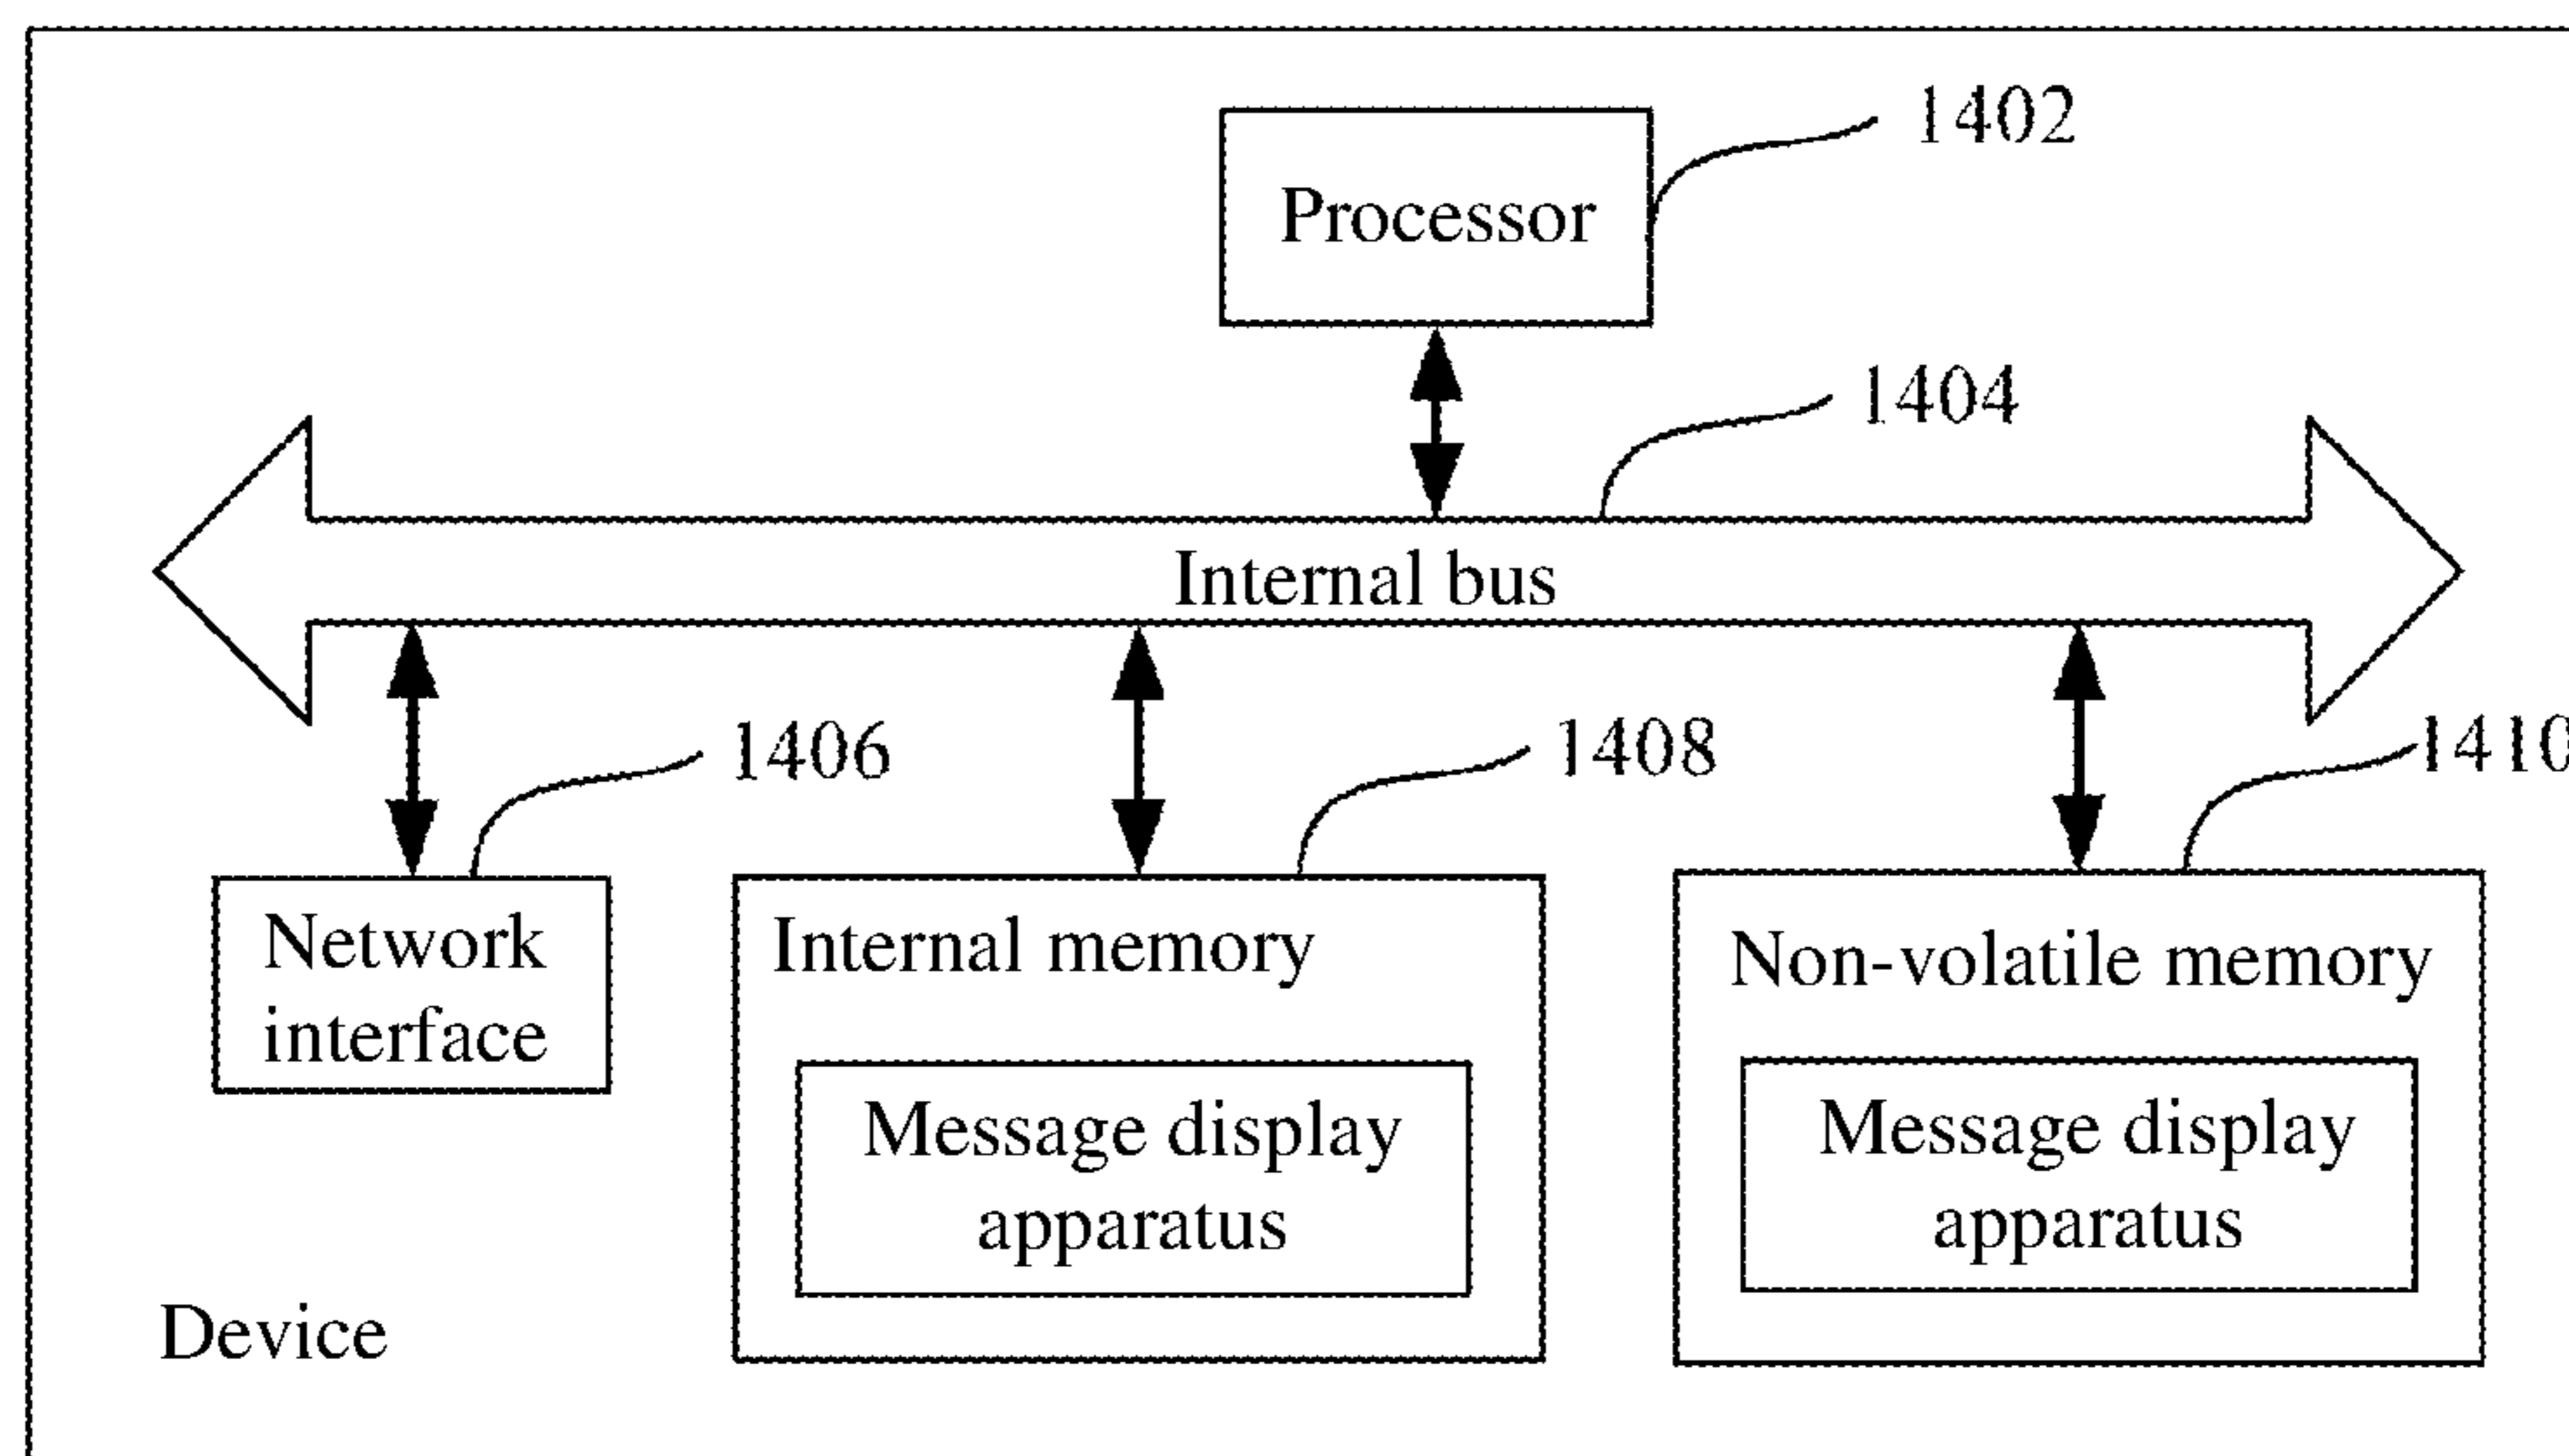 1402
Processor
1404
Internal bus
1406
1408
1410
Network
interface
Internal memory
Non-volatile memory
Message display
apparatus
Message display
apparatus
Device